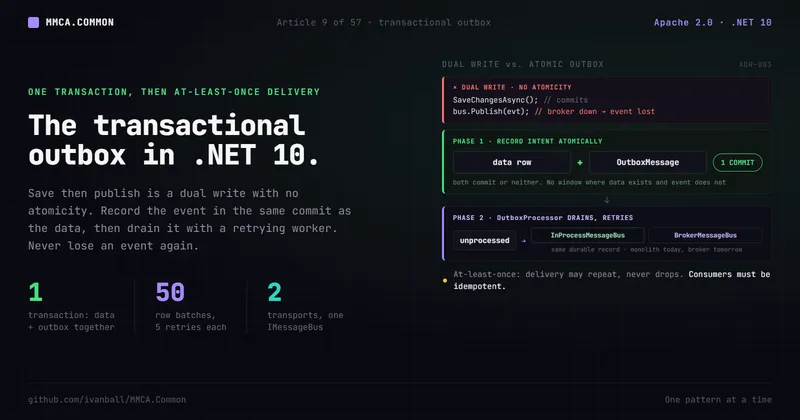 MMCA.COMMON
Article 9 of 57 · transactional outbox
Apache 2.0 · .NET 10
ONE TRANSACTION, THEN AT-LEAST-ONCE DELIVERY
The transactional
outbox in .NET 10.
Save then publish is a dual write with no
atomicity. Record the event in the same commit as
the data, then drain it with a retrying worker.
Never lose an event again.
1
transaction: data
+ outbox together
50
row batches,
5 retries each
2
transports, one
IMessageBus
DUAL WRITE vs. ATOMIC OUTBOX
ADR-003
× DUAL WRITE · NO ATOMICITY
SaveChangesAsync(); // commits
bus.Publish(evt); // broker down → event lost
PHASE 1 · RECORD INTENT ATOMICALLY
data row + OutboxMessage 1 COMMIT
both commit or neither. No window where data exists and event does not
↓
PHASE 2 · OutboxProcessor DRAINS, RETRIES
unprocessed → InProcessMessageBus BrokerMessageBus
same durable record · monolith today, broker tomorrow
At-least-once: delivery may repeat, never drops. Consumers must be
idempotent.
github.com/ivanball/MMCA.Common
One pattern at a time